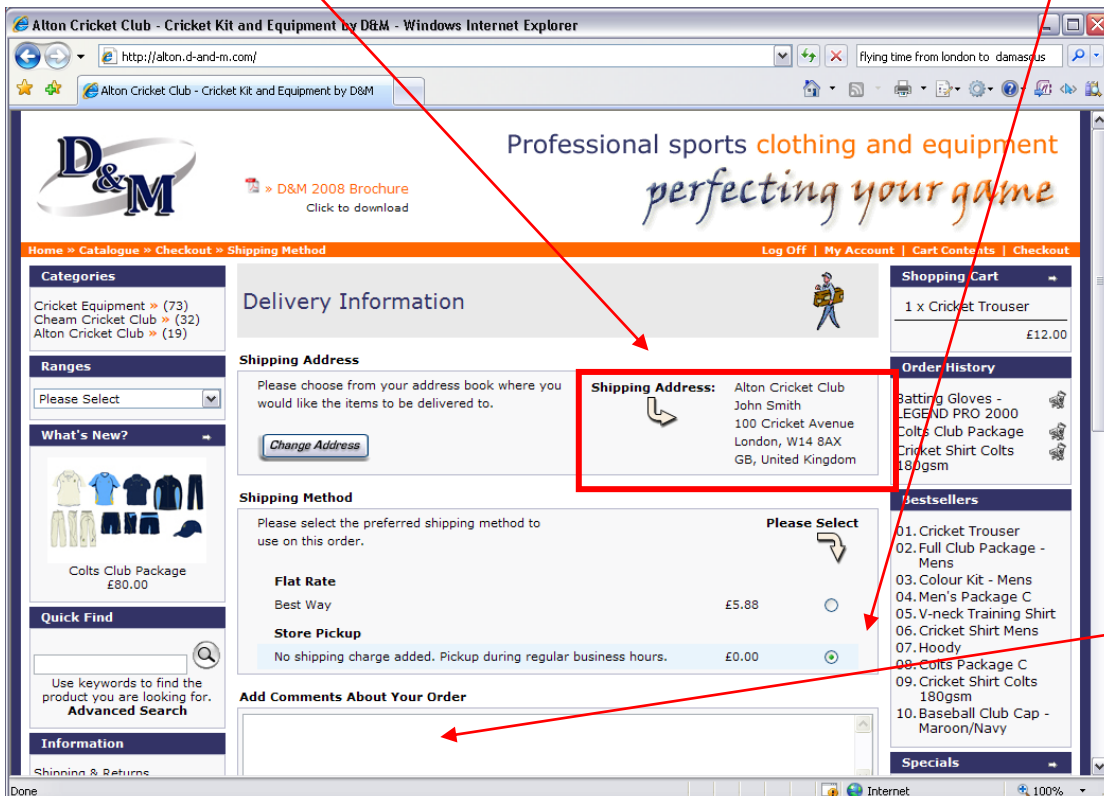 Alton Cricket Club - Cricket Kit and Equipment by D&M - Windows Internet Explorer
http://alton.d-and-m.com/
flying time from london to damascus
Alton Cricket Club - Cricket Kit and Equipment by D&M
D&M
» D&M 2008 Brochure
Click to download
Professional sports clothing and equipment
perfecting your game
Home » Catalogue » Checkout » Shipping Method
Log Off | My Account | Cart Contents | Checkout
Categories
Cricket Equipment » (73)
Cheam Cricket Club » (32)
Alton Cricket Club » (19)
Ranges
Please Select
What's New?
Colts Club Package
£80.00
Quick Find
Use keywords to find the
product you are looking for.
Advanced Search
Information
Shipping & Returns
Delivery Information
Shipping Address
Please choose from your address book where you
would like the items to be delivered to.
Change Address
Shipping Address:
Alton Cricket Club
John Smith
100 Cricket Avenue
London, W14 8AX
GB, United Kingdom
Shipping Method
Please select the preferred shipping method to
use on this order.
Please Select
Flat Rate
Best Way £5.88
Store Pickup
No shipping charge added. Pickup during regular business hours. £0.00
Add Comments About Your Order
Shopping Cart
1 x Cricket Trouser
£12.00
Order History
Batting Gloves -
LEGEND PRO 2000
Colts Club Package
Cricket Shirt Colts
180gsm
Bestsellers
01. Cricket Trouser
02. Full Club Package -
Mens
03. Colour Kit - Mens
04. Men's Package C
05. V-neck Training Shirt
06. Cricket Shirt Mens
07. Hoody
08. Colts Package C
09. Cricket Shirt Colts
180gsm
10. Baseball Club Cap -
Maroon/Navy
Specials
Done
Internet
100%